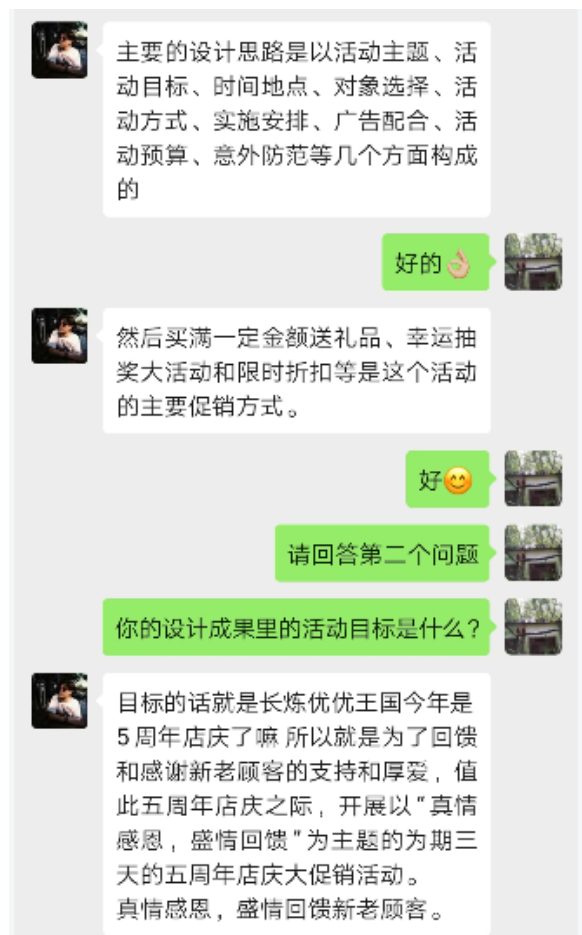 主要的设计思路是以活动主题、活
动目标、时间地点、对象选择、活
动方式、实施安排、广告配合、活
动预算、意外防范等几个方面构成
的
好的👌🏼
然后买满一定金额送礼品、幸运抽
奖大活动和限时折扣等是这个活动
的主要促销方式。
好😊
请回答第二个问题
你的设计成果里的活动目标是什么?
目标的话就是长炼优优王国今年是
5周年店庆了嘛 所以就是为了回馈
和感谢新老顾客的支持和厚爱，值
此五周年店庆之际，开展以“真情
感恩，盛情回馈”为主题的为期三
天的五周年店庆大促销活动。
真情感恩，盛情回馈新老顾客。